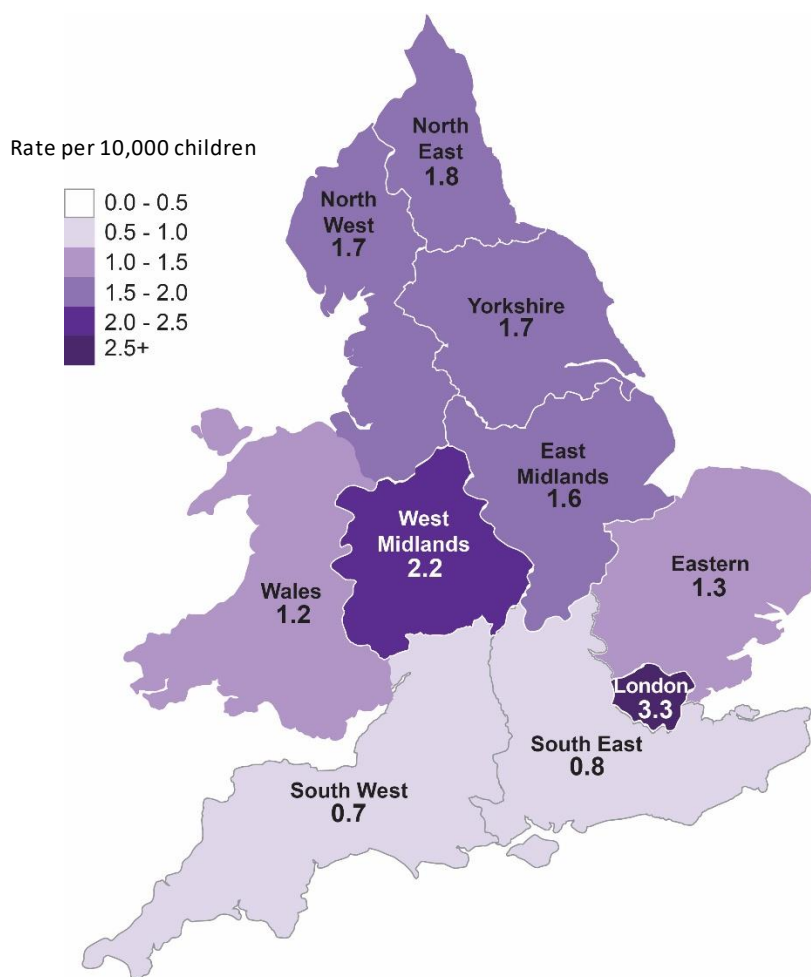 Rate per 10,000 children
0.0 - 0.5
0.5 - 1.0
1.0 - 1.5
1.5 - 2.0
2.0 - 2.5
2.5+
North
East
1.8
North
West
1.7
Yorkshire
1.7
East
Midlands
1.6
West
Midlands
2.2
Wales
1.2
Eastern
1.3
London
3.3
South East
0.8
South West
0.7